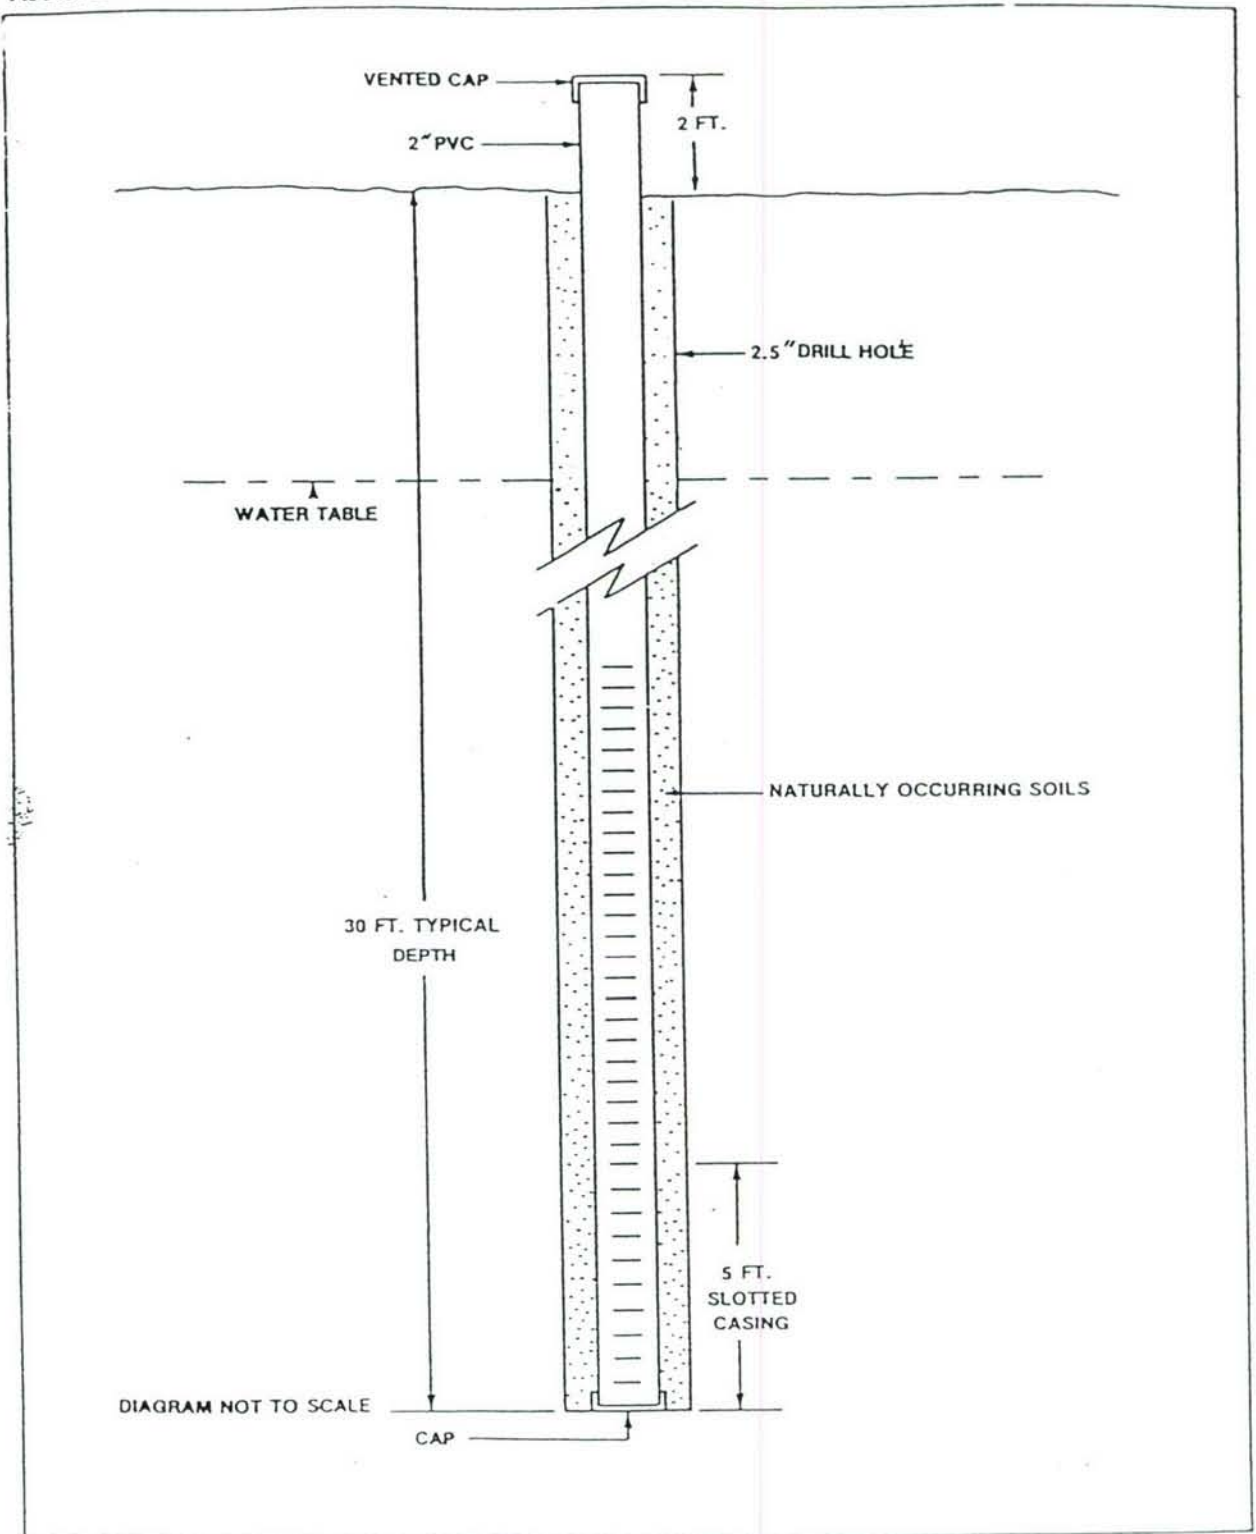 VENTED CAP
2 FT.
2" PVC
2.5" DRILL HOLE
WATER TABLE
NATURALLY OCCURRING SOILS
30 FT. TYPICAL
DEPTH
5 FT.
SLOTTED
CASING
DIAGRAM NOT TO SCALE
CAP